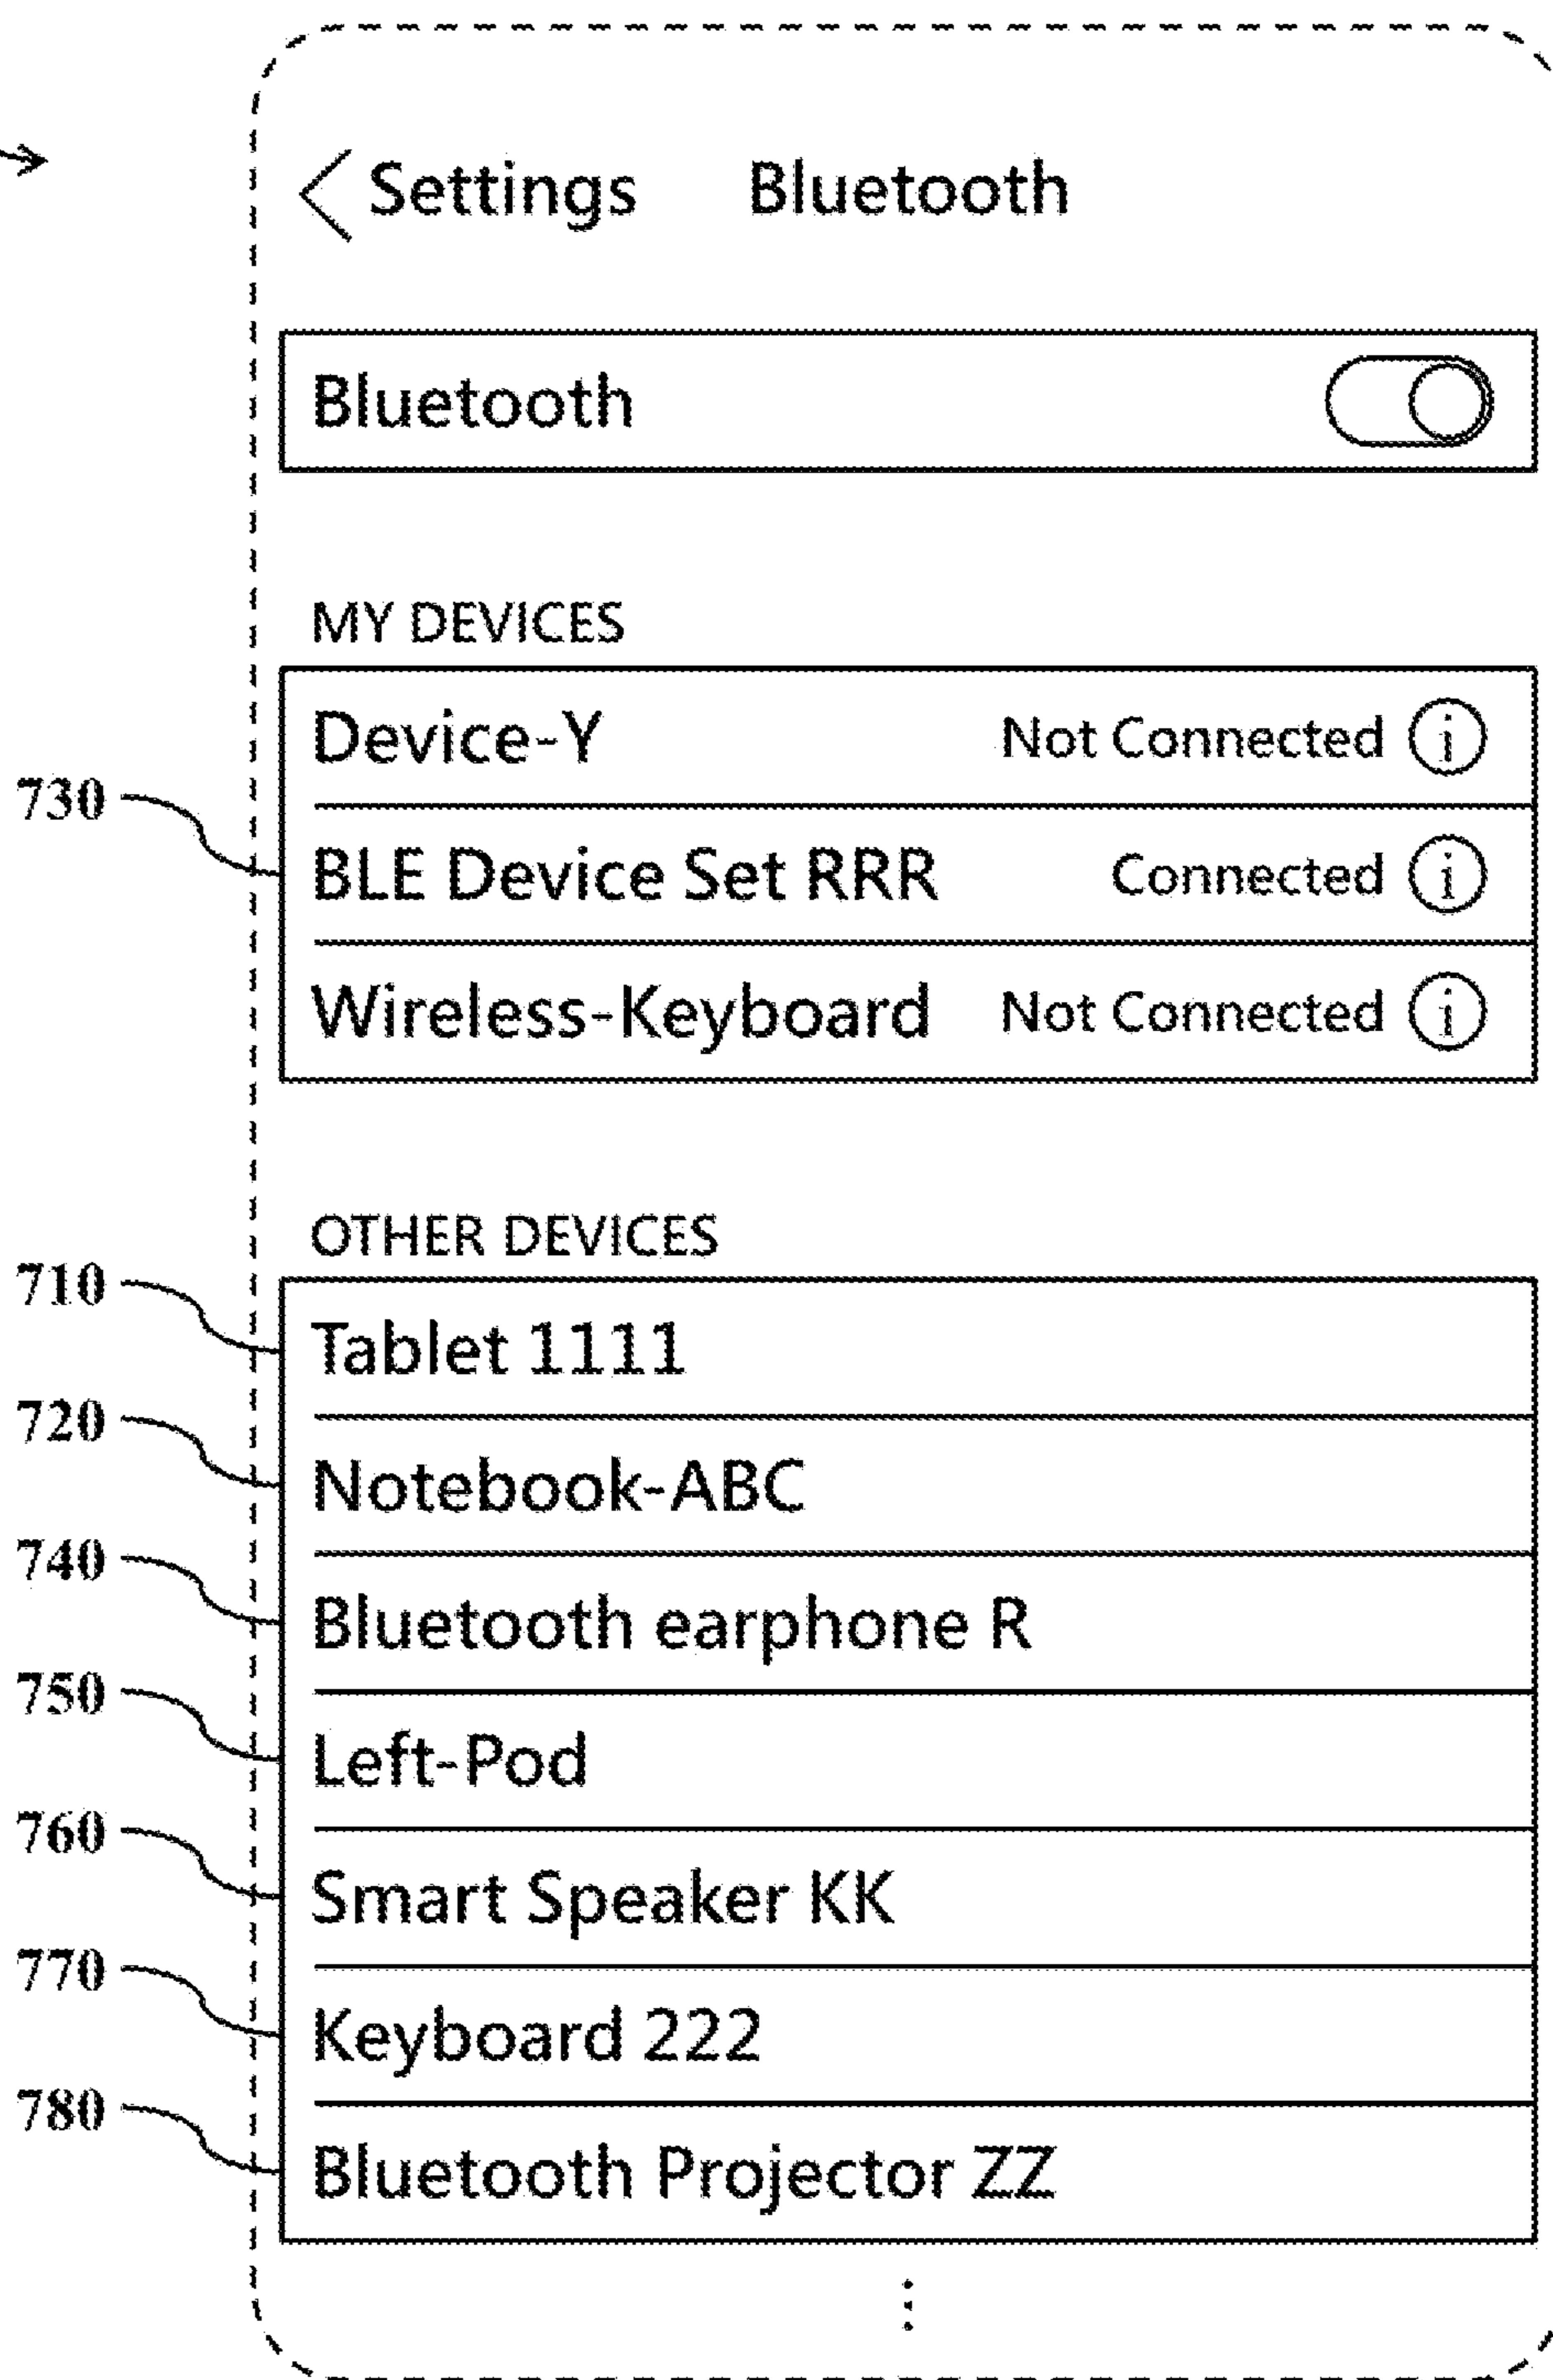 Settings Bluetooth
Bluetooth
MY DEVICES
Device-Y Not Connected i
730
BLE Device Set RRR Connected i
Wireless-Keyboard Not Connected i
OTHER DEVICES
710
Tablet 1111
720
Notebook-ABC
740
Bluetooth earphone R
750
Left-Pod
760
Smart Speaker KK
770
Keyboard 222
780
Bluetooth Projector ZZ